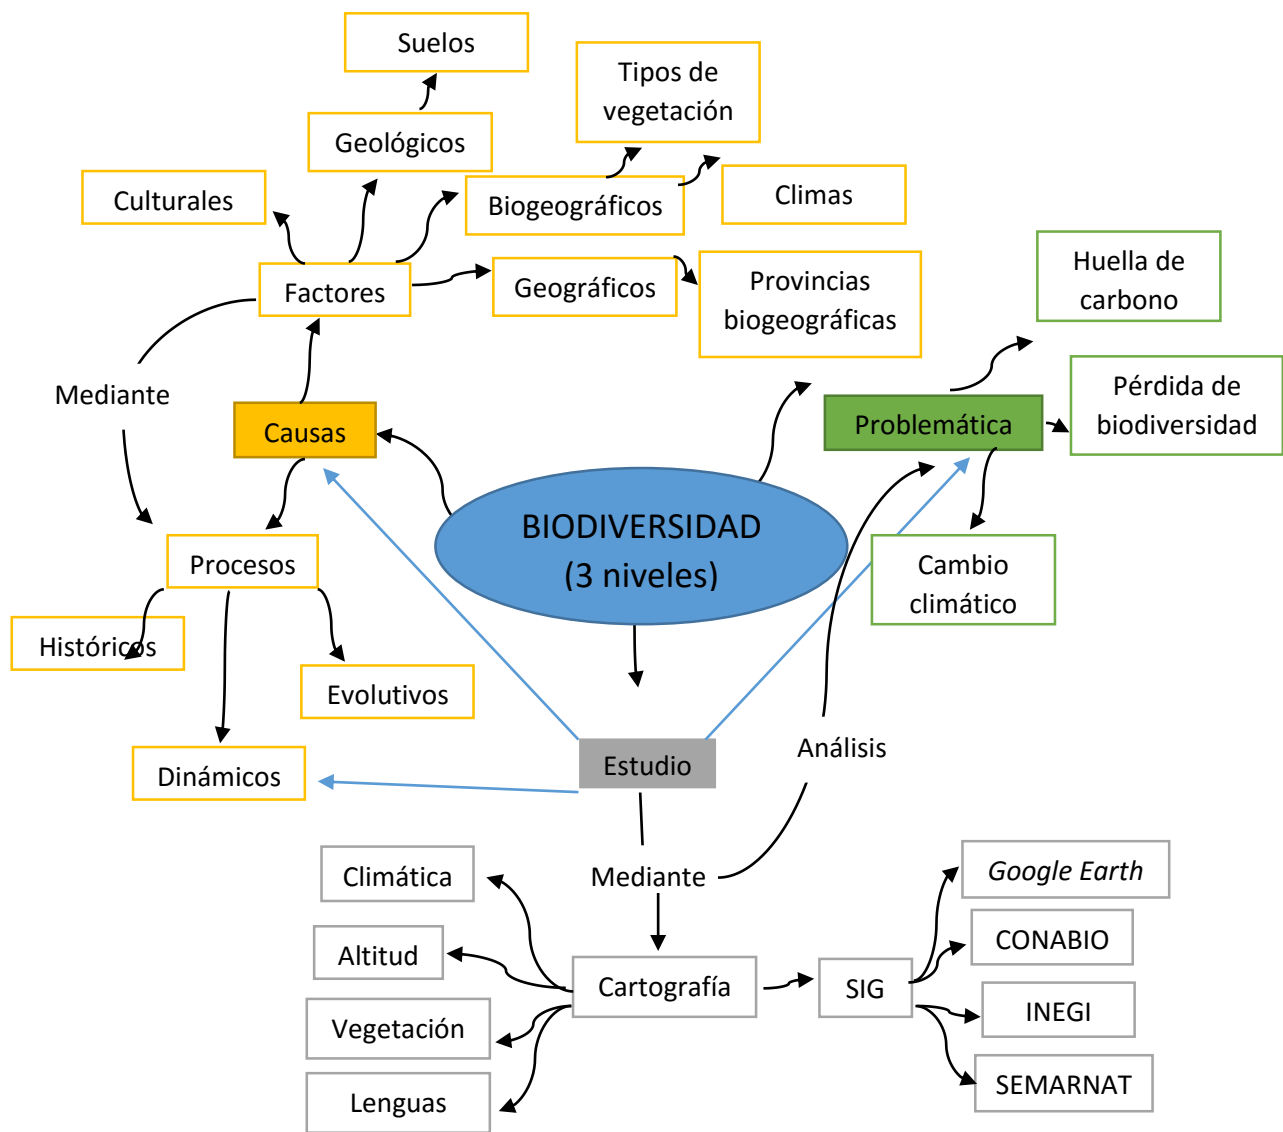 Suelos
Tipos de
vegetación
Geológicos
Culturales
Biogeográficos
Climas
Factores
Geográficos
Provincias
biogeográficas
Huella de
carbono
Mediante
Causas
Problemática
Pérdida de
biodiversidad
BIODIVERSIDAD
(3 niveles)
Procesos
Cambio
climático
Históricos
Evolutivos
Dinámicos
Estudio
Análisis
Climática
Mediante
Google Earth
Altitud
CONABIO
Cartografía
SIG
Vegetación
INEGI
Lenguas
SEMARNAT